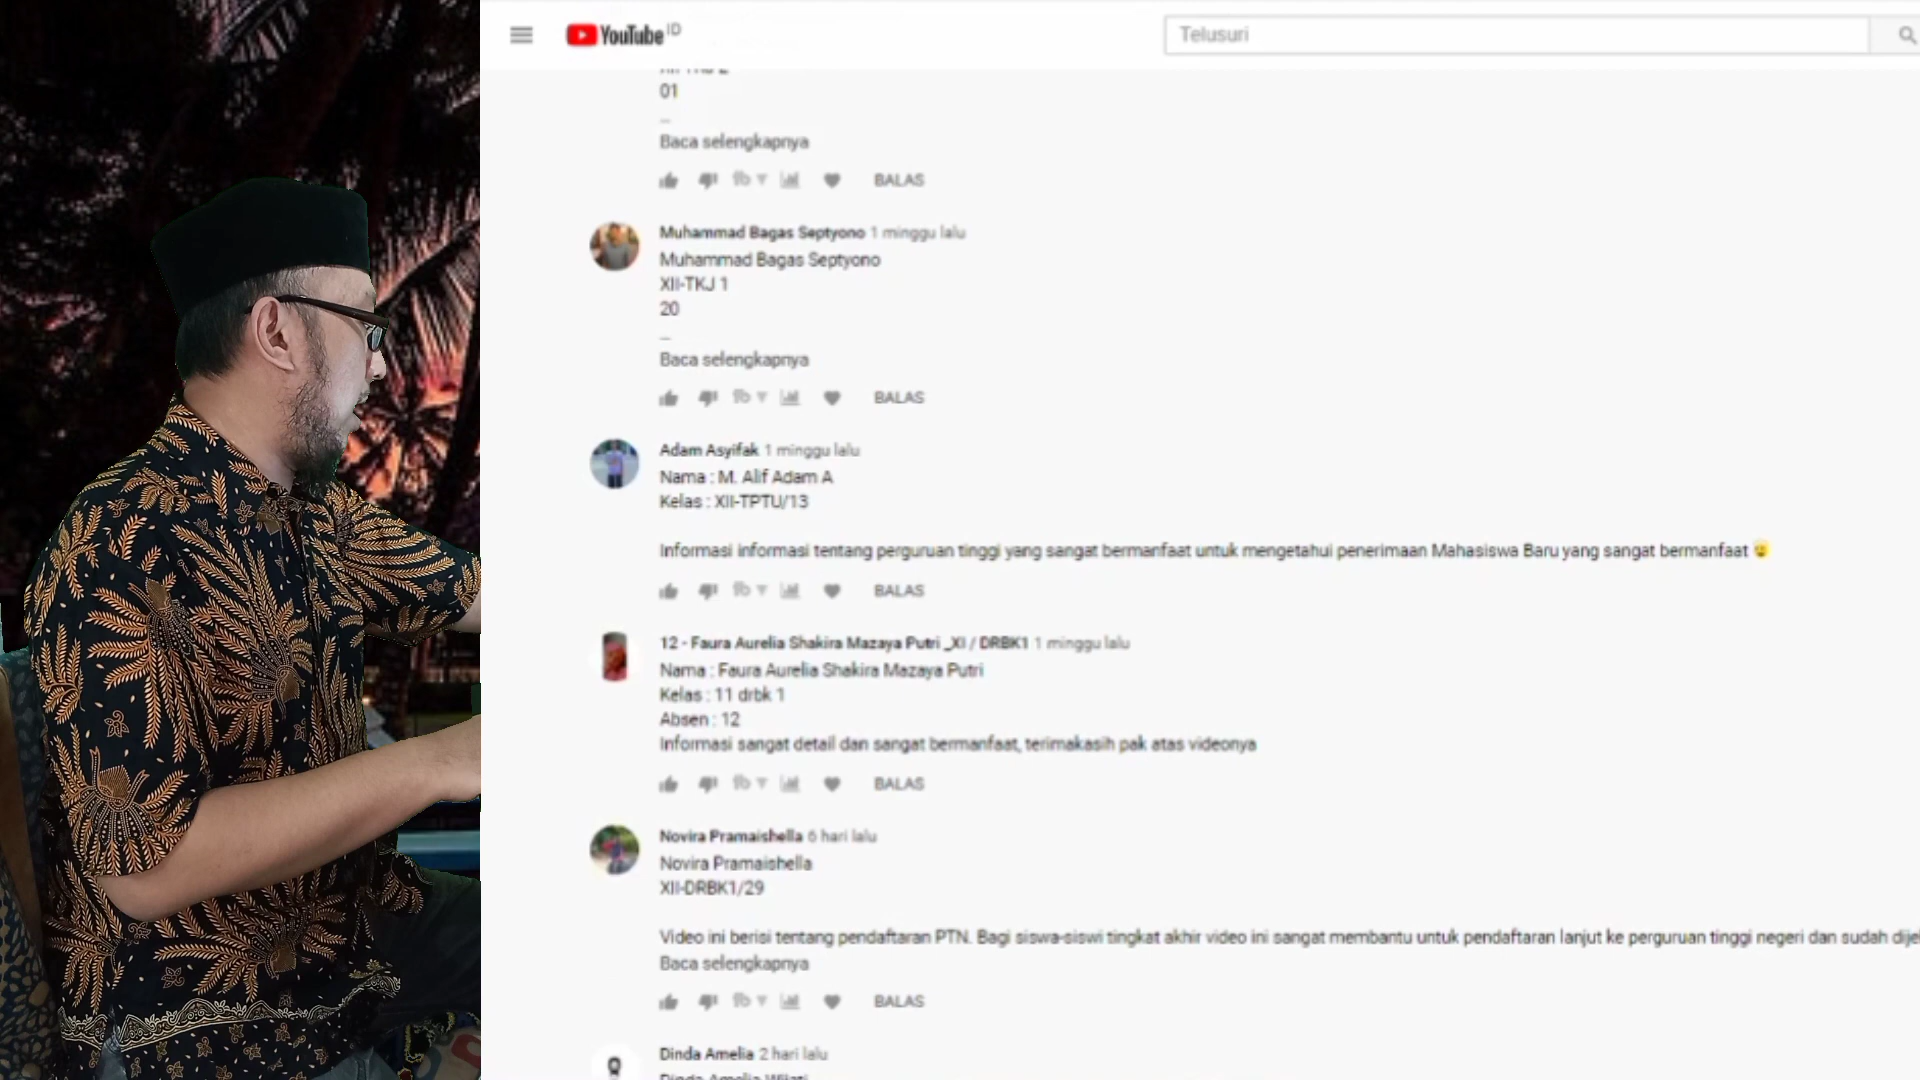 YouTube ID
Telusuri
01
...
Baca selengkapnya
BALAS
Muhammad Bagas Septyono 1 minggu lalu
Muhammad Bagas Septyono
XII-TKJ 1
20
...
Baca selengkapnya
BALAS
Adam Asyifak 1 minggu lalu
Nama : M. Alif Adam A
Kelas : XII-TPTU/13
Informasi informasi tentang perguruan tinggi yang sangat bermanfaat untuk mengetahui penerimaan Mahasiswa Baru yang sangat bermanfaat 😉
BALAS
12 - Faura Aurelia Shakira Mazaya Putri _XI / DRBK1 1 minggu lalu
Nama : Faura Aurelia Shakira Mazaya Putri
Kelas : 11 drbk 1
Absen : 12
Informasi sangat detail dan sangat bermanfaat, terimakasih pak atas videonya
BALAS
Novira Pramaishella 6 hari lalu
Novira Pramaishella
XII-DRBK1/29
Video ini berisi tentang pendaftaran PTN. Bagi siswa-siswi tingkat akhir video ini sangat membantu untuk pendaftaran lanjut ke perguruan tinggi negeri dan sudah
Baca selengkapnya
BALAS
Dinda Amelia 2 hari lalu
Dinda Amelia